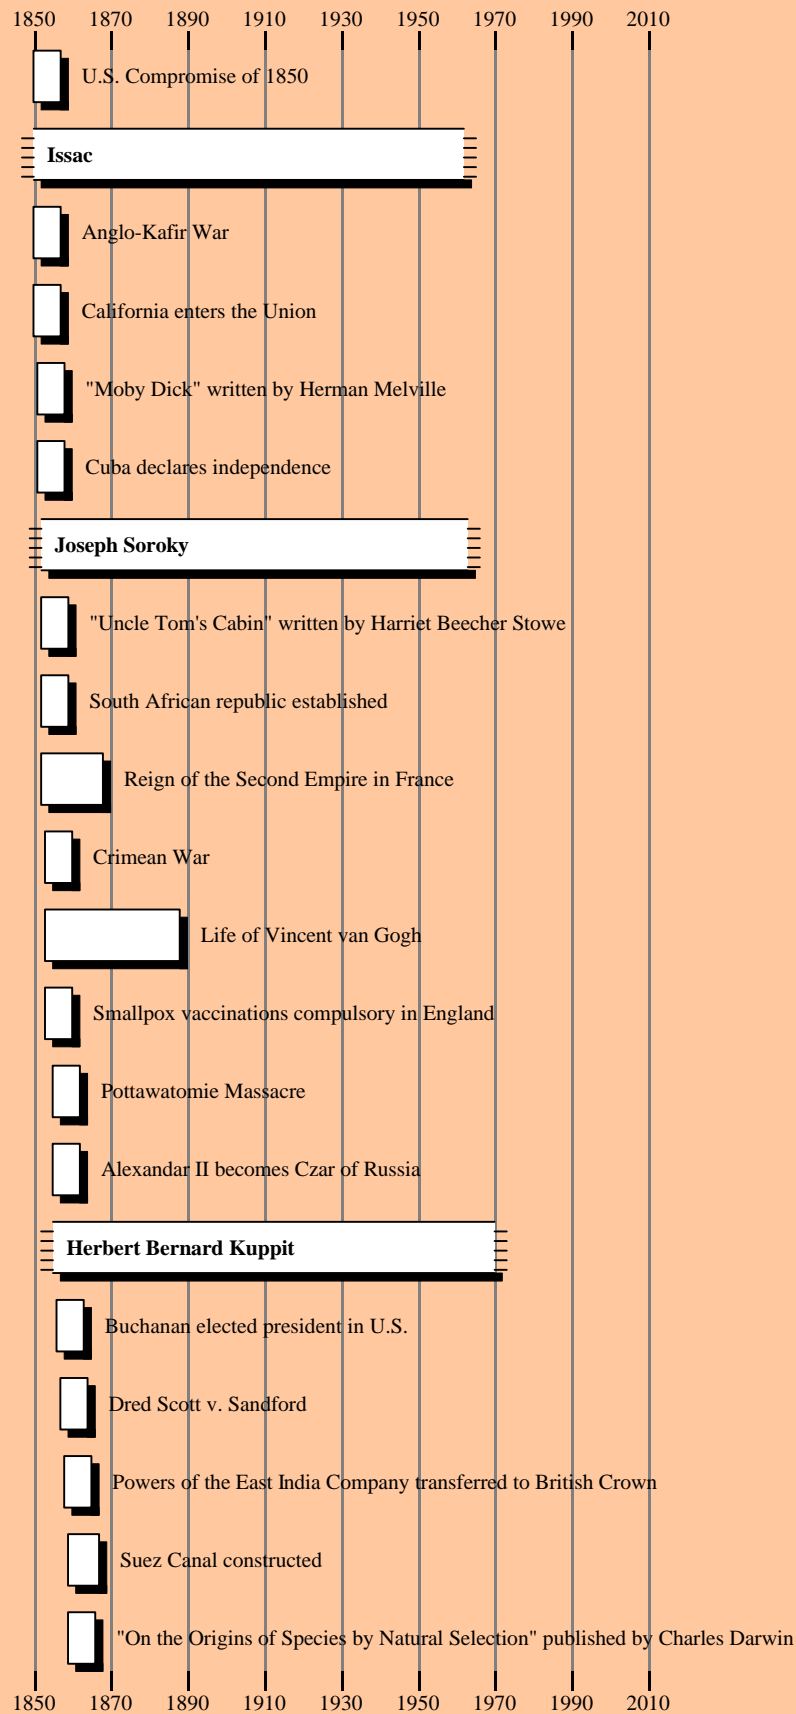 1850 1870 1890 1910 1930 1950 1970 1990 2010
U.S. Compromise of 1850
Issac
Anglo-Kafir War
California enters the Union
"Moby Dick" written by Herman Melville
Cuba declares independence
Joseph Soroky
"Uncle Tom's Cabin" written by Harriet Beecher Stowe
South African republic established
Reign of the Second Empire in France
Crimean War
Life of Vincent van Gogh
Smallpox vaccinations compulsory in England
Pottawatomie Massacre
Alexandar II becomes Czar of Russia
Herbert Bernard Kuppit
Buchanan elected president in U.S.
Dred Scott v. Sandford
Powers of the East India Company transferred to British Crown
Suez Canal constructed
"On the Origins of Species by Natural Selection" published by Charles Darwin
1850 1870 1890 1910 1930 1950 1970 1990 2010